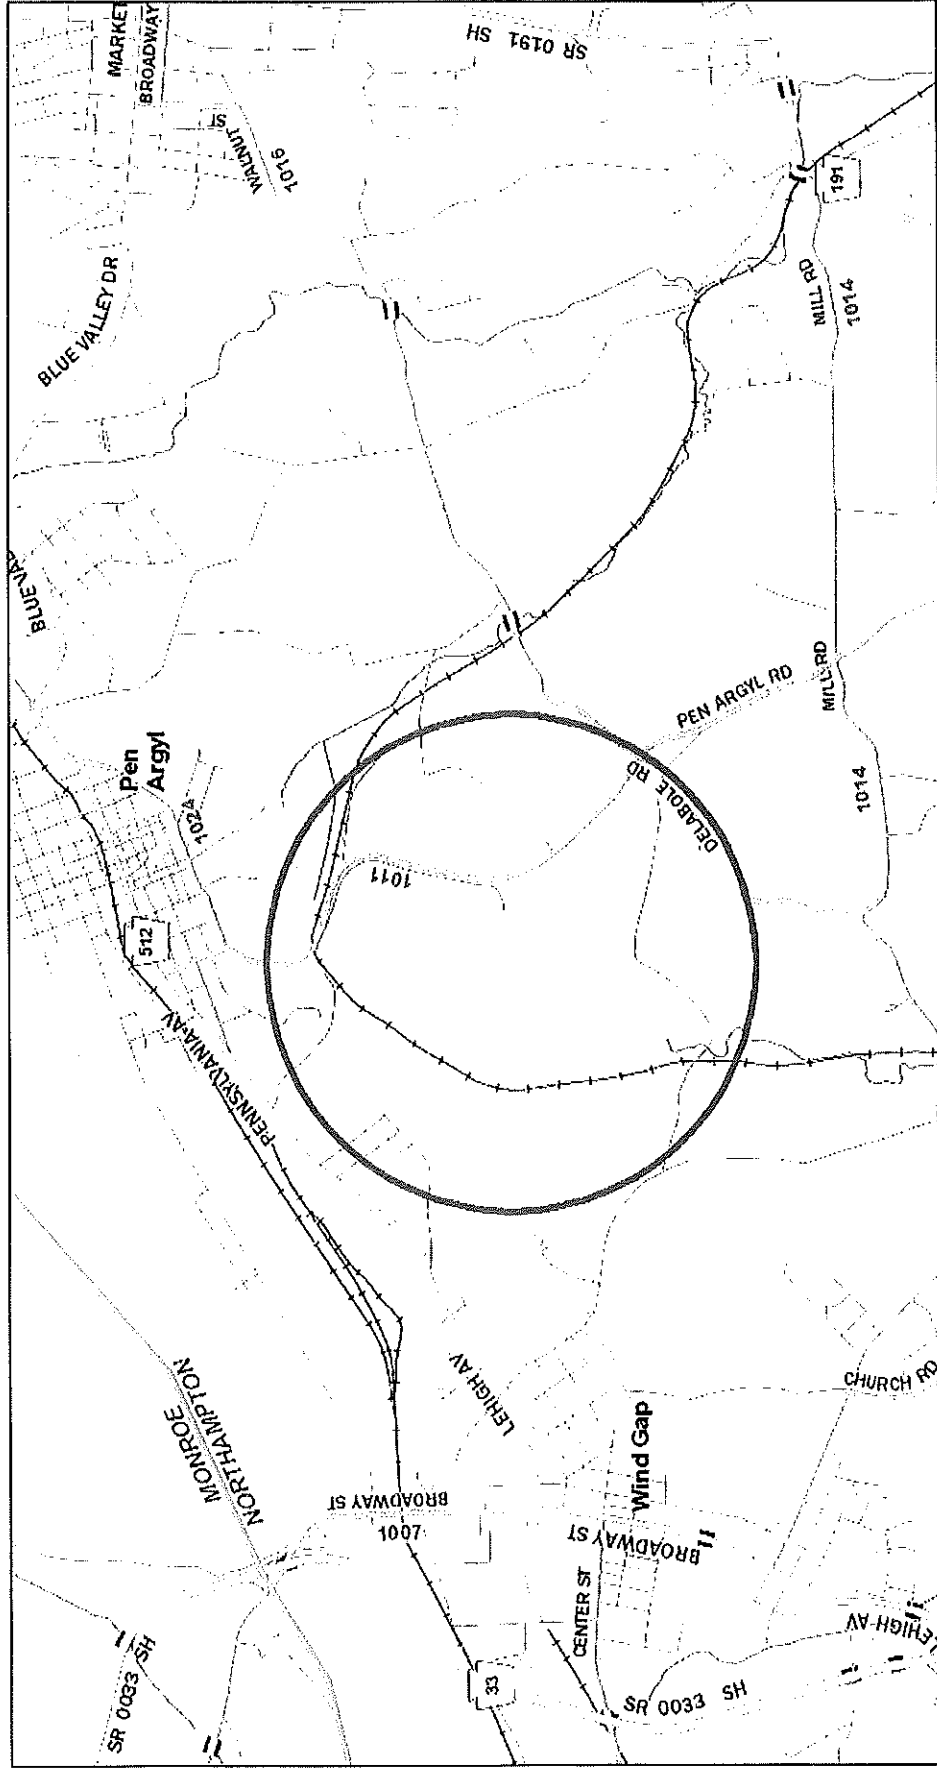 MARKET
BROADWAY
SR 0191 SH
WALNUT ST
1016
BLUE VALLEY DR
191
MILL RD
1014
Pen
Argyl
1024
PEN ARGYL RD
MILL RD
DELABOLE RD
1011
1014
512
PENNSYLVANIA AV
MONROE
NORTHAMPTON
LEHIGH AV
CHURCH RD
Wind Gap
BROADWAY ST
1007
BROADWAY ST
CENTER ST
LEHIGH AV
SR 0033 SH
33
SR 0033 SH